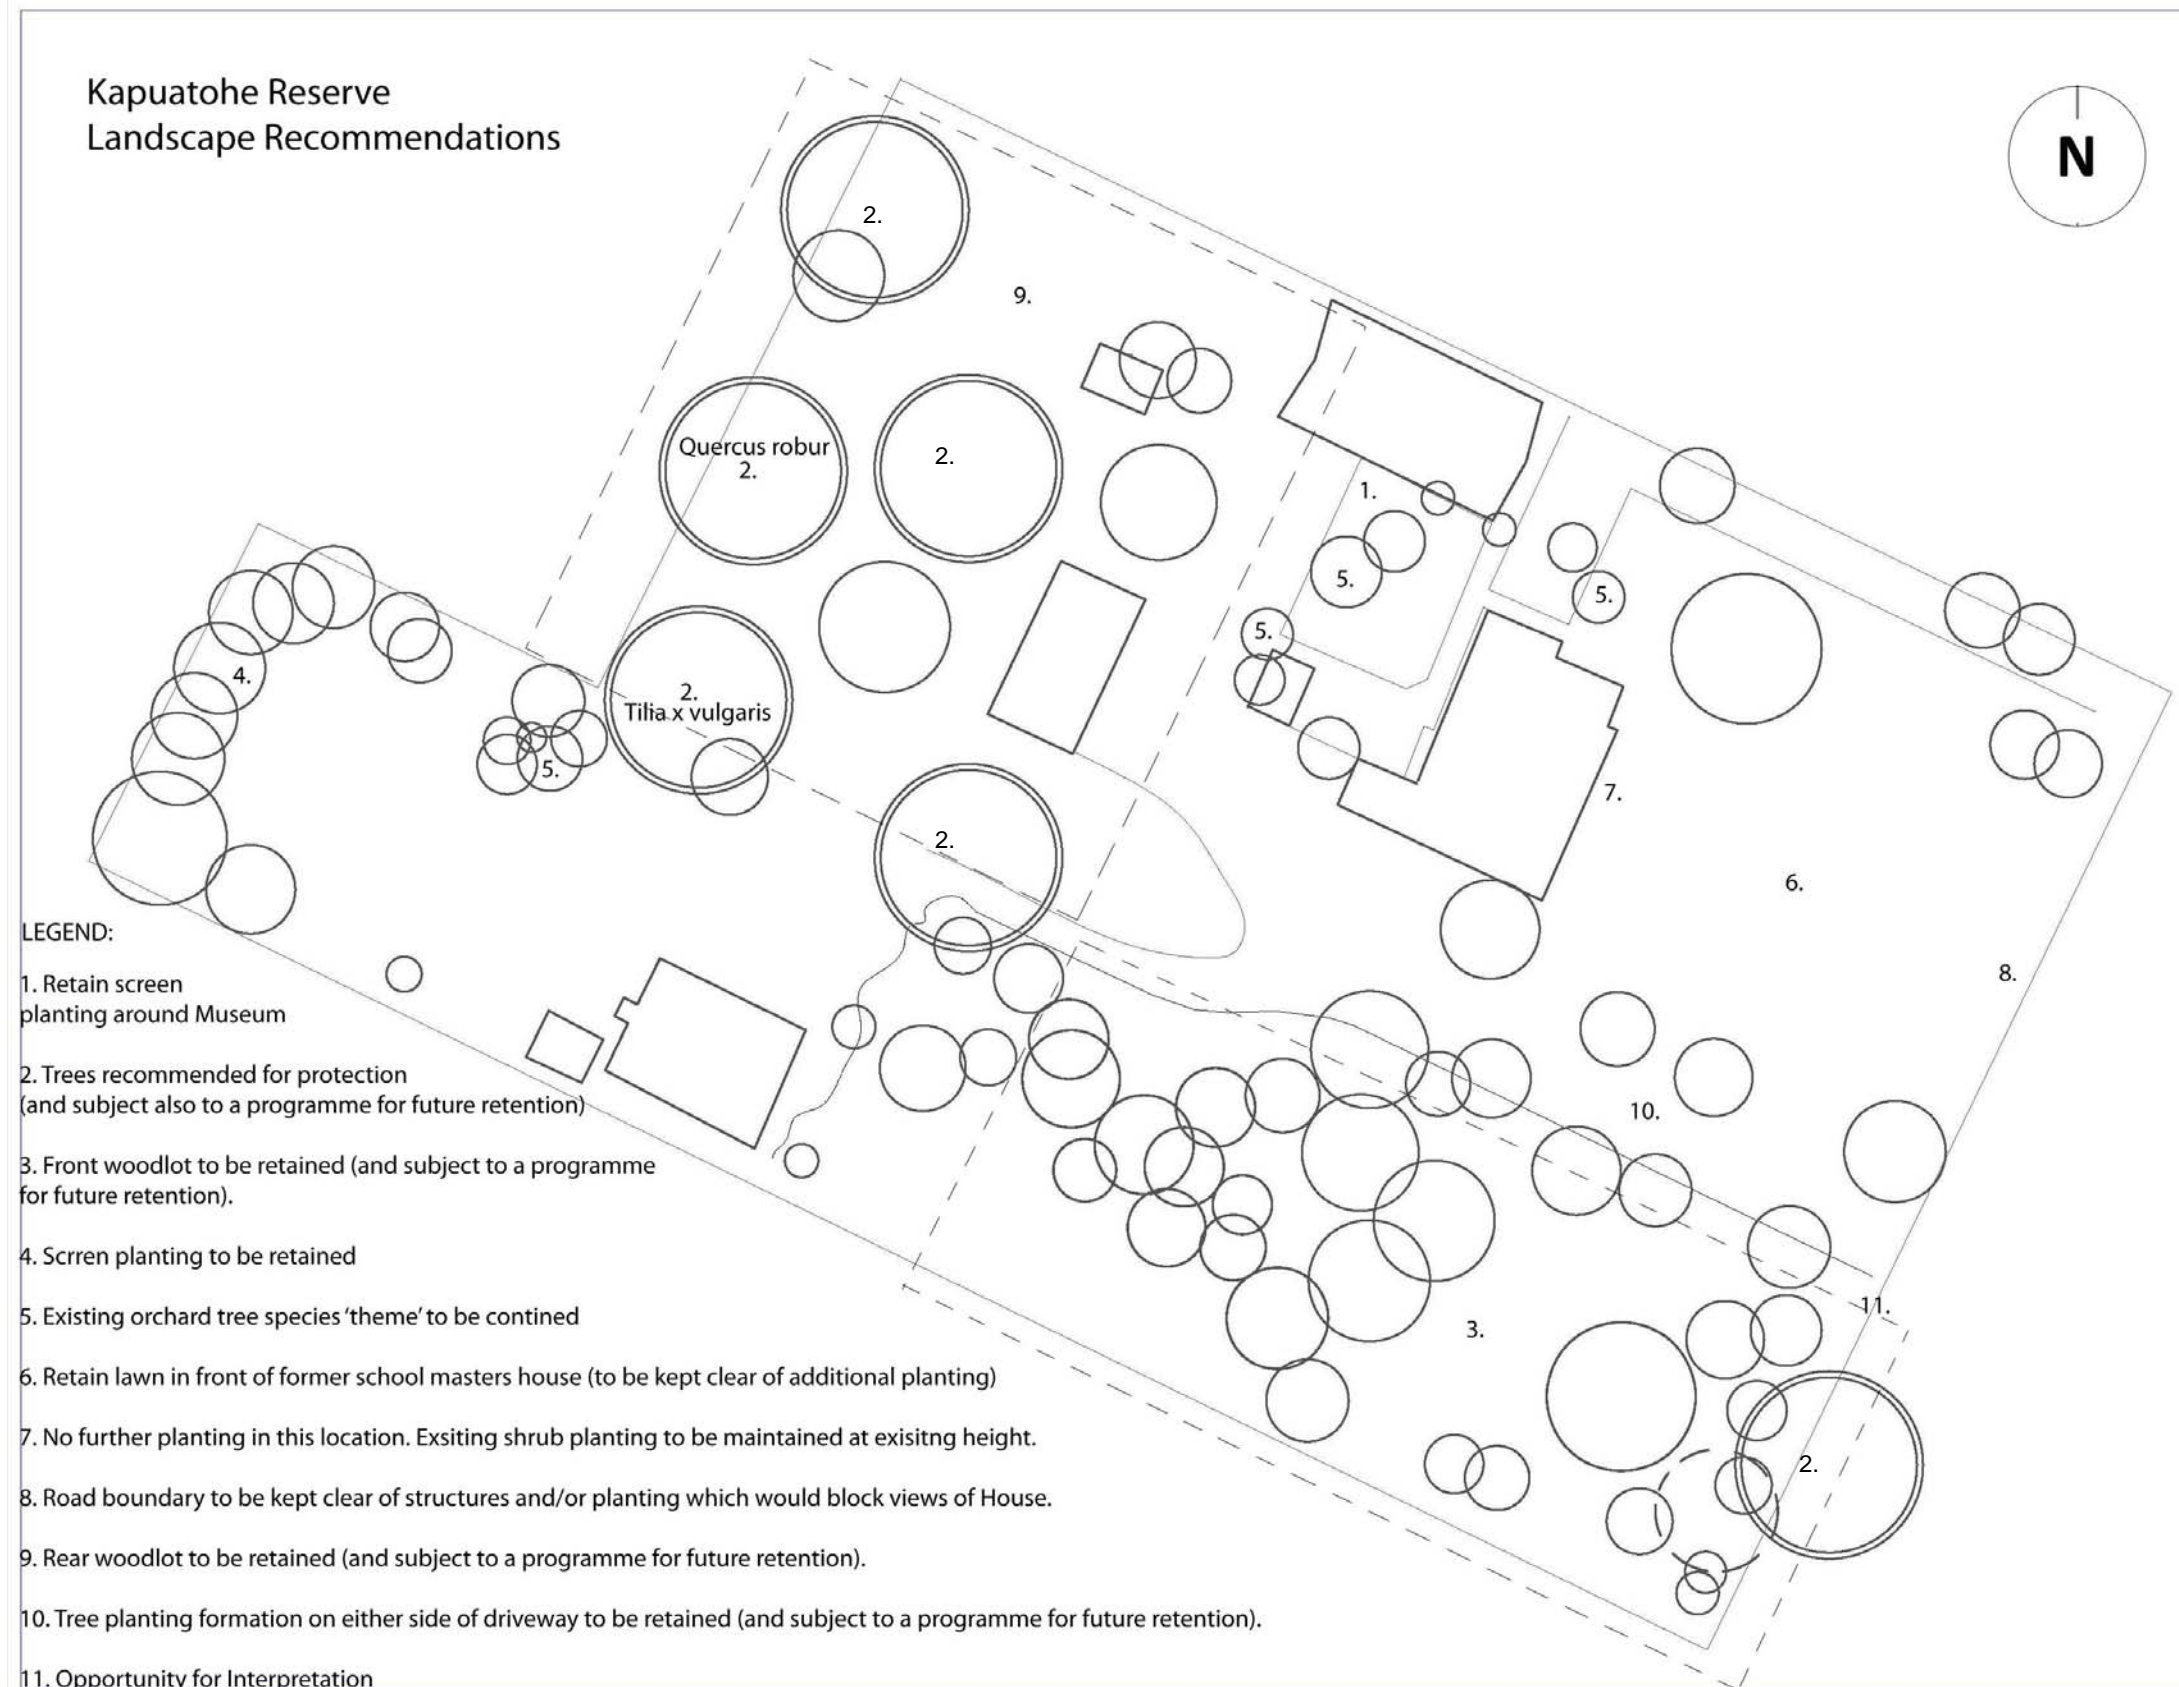 Kapuatohe Reserve
Landscape Recommendations
N
2.
9.
Quercus robur
2.
2.
1.
5.
5.
5.
4.
2.
Tilia x vulgaris
5.
7.
2.
6.
8.
10.
11.
3.
2.
LEGEND:
1. Retain screen
planting around Museum
2. Trees recommended for protection
(and subject also to a programme for future retention)
3. Front woodlot to be retained (and subject to a programme
for future retention).
4. Scrren planting to be retained
5. Existing orchard tree species ‘theme’ to be contined
6. Retain lawn in front of former school masters house (to be kept clear of additional planting)
7. No further planting in this location. Exsiting shrub planting to be maintained at exisitng height.
8. Road boundary to be kept clear of structures and/or planting which would block views of House.
9. Rear woodlot to be retained (and subject to a programme for future retention).
10. Tree planting formation on either side of driveway to be retained (and subject to a programme for future retention).
11. Opportunity for Interpretation